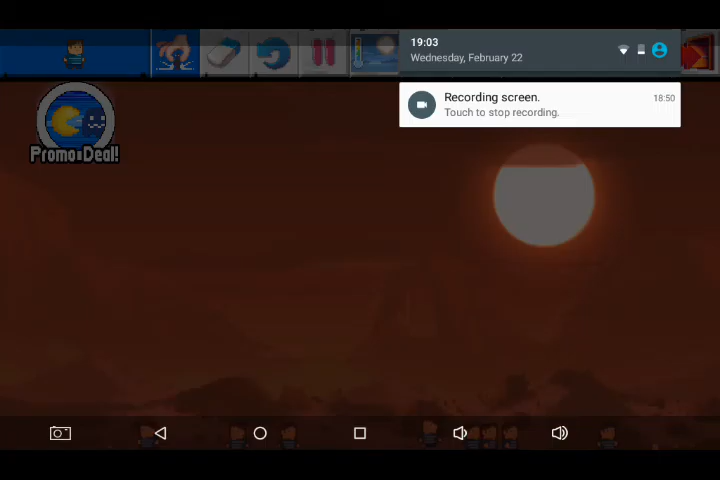 19:03
Wednesday, February 22
Recording screen.
18:50
Touch to stop recording.
Promo Deal!